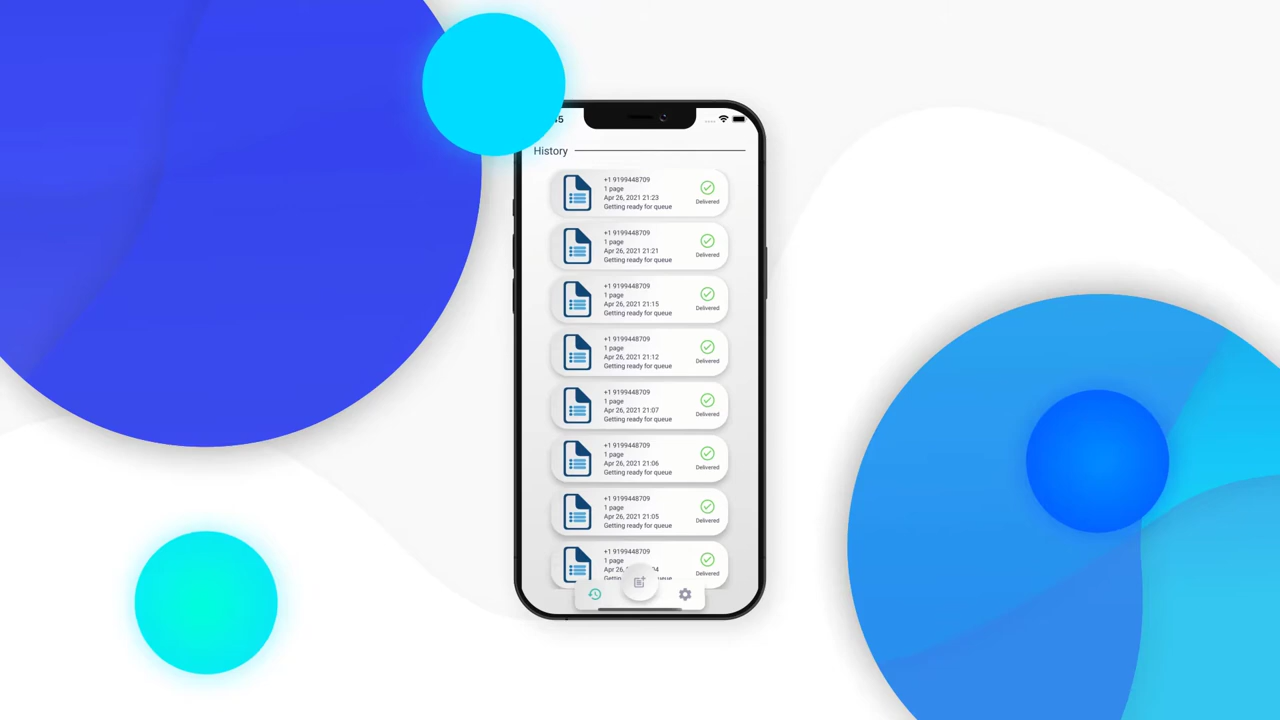 45
History
+1 9199448709
1 page
Apr 26, 2021 21:23
Getting ready for queue
Delivered
+1 9199448709
1 page
Apr 26, 2021 21:21
Getting ready for queue
Delivered
+1 9199448709
1 page
Apr 26, 2021 21:15
Getting ready for queue
Delivered
+1 9199448709
1 page
Apr 26, 2021 21:12
Getting ready for queue
Delivered
+1 9199448709
1 page
Apr 26, 2021 21:07
Getting ready for queue
Delivered
+1 9199448709
1 page
Apr 26, 2021 21:06
Getting ready for queue
Delivered
+1 9199448709
1 page
Apr 26, 2021 21:05
Getting ready for queue
Delivered
+1 9199448709
1 page
Apr 26,
04
Delivered